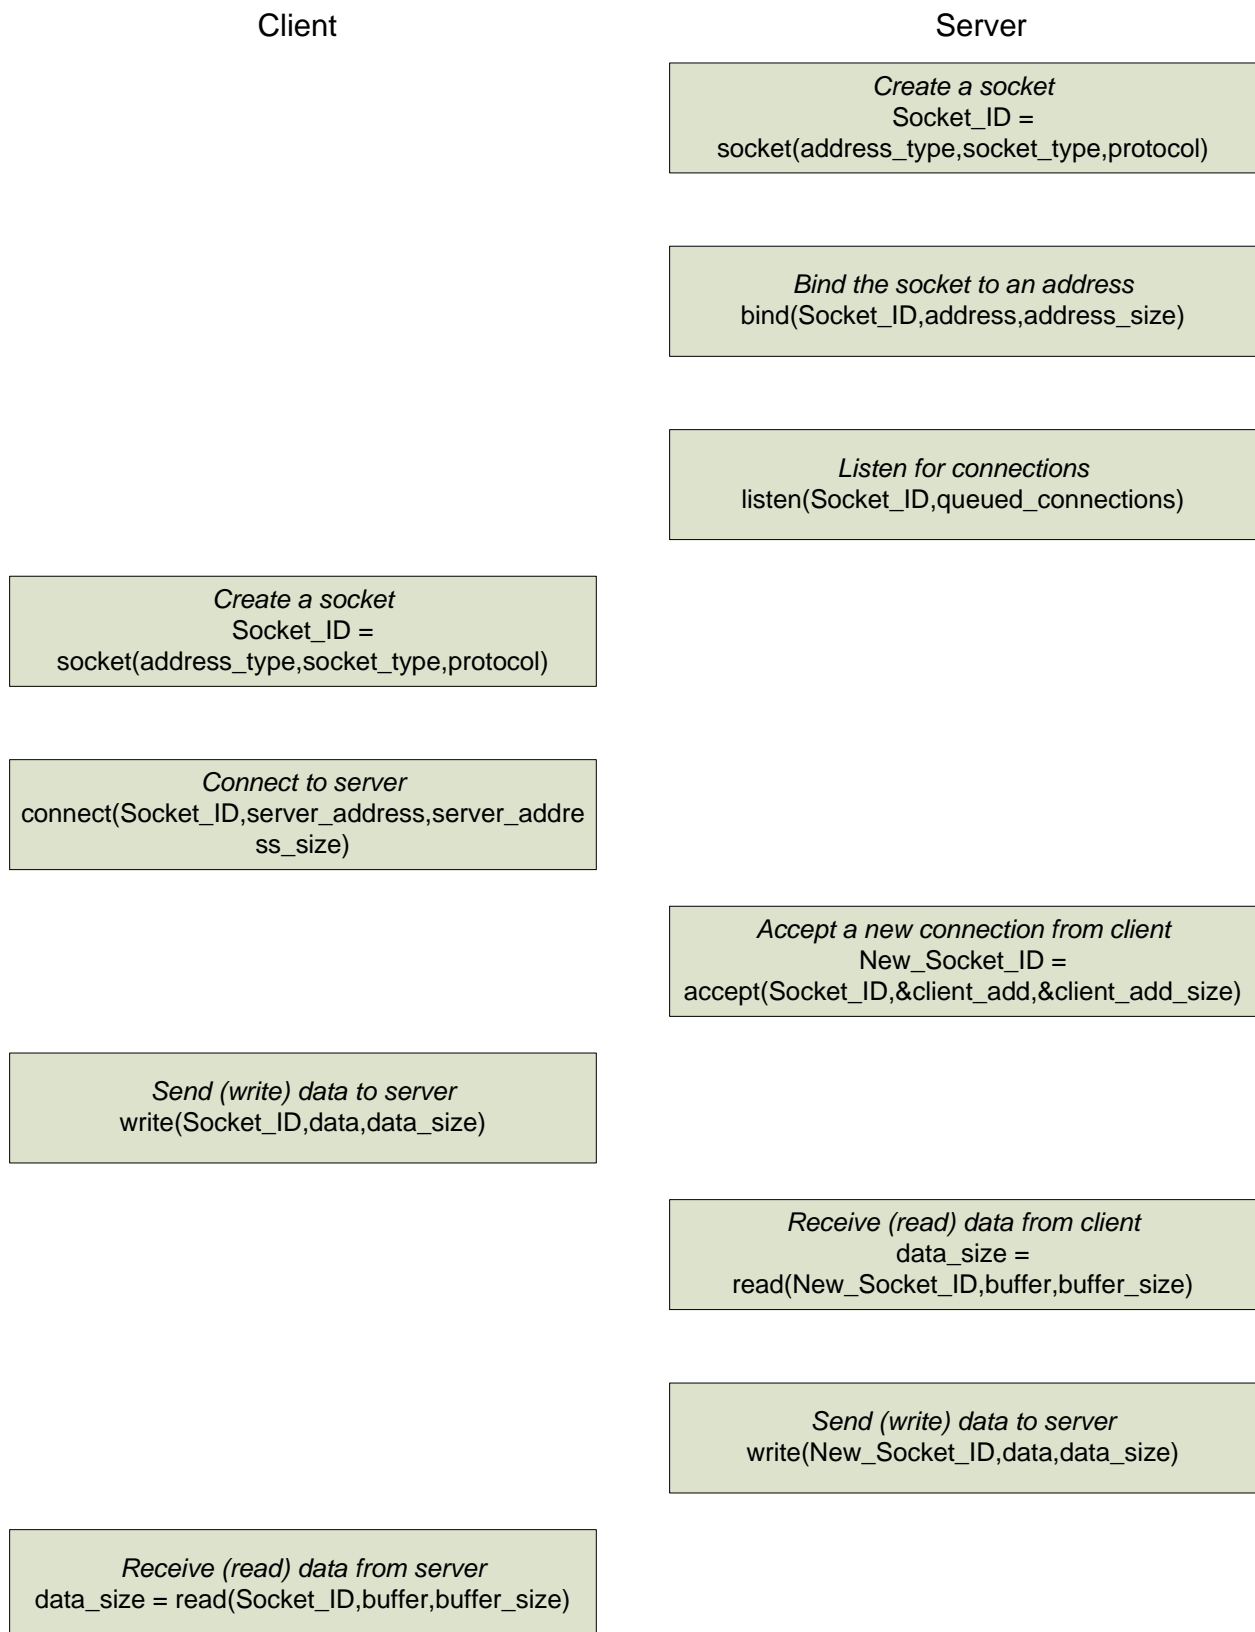 Client
Server
Create a socket
Socket_ID =
socket(address_type,socket_type,protocol)
Bind the socket to an address
bind(Socket_ID,address,address_size)
Listen for connections
listen(Socket_ID,queued_connections)
Create a socket
Socket_ID =
socket(address_type,socket_type,protocol)
Connect to server
connect(Socket_ID,server_address,server_addre
ss_size)
Accept a new connection from client
New_Socket_ID =
accept(Socket_ID,&client_add,&client_add_size)
Send (write) data to server
write(Socket_ID,data,data_size)
Receive (read) data from client
data_size =
read(New_Socket_ID,buffer,buffer_size)
Send (write) data to server
write(New_Socket_ID,data,data_size)
Receive (read) data from server
data_size = read(Socket_ID,buffer,buffer_size)